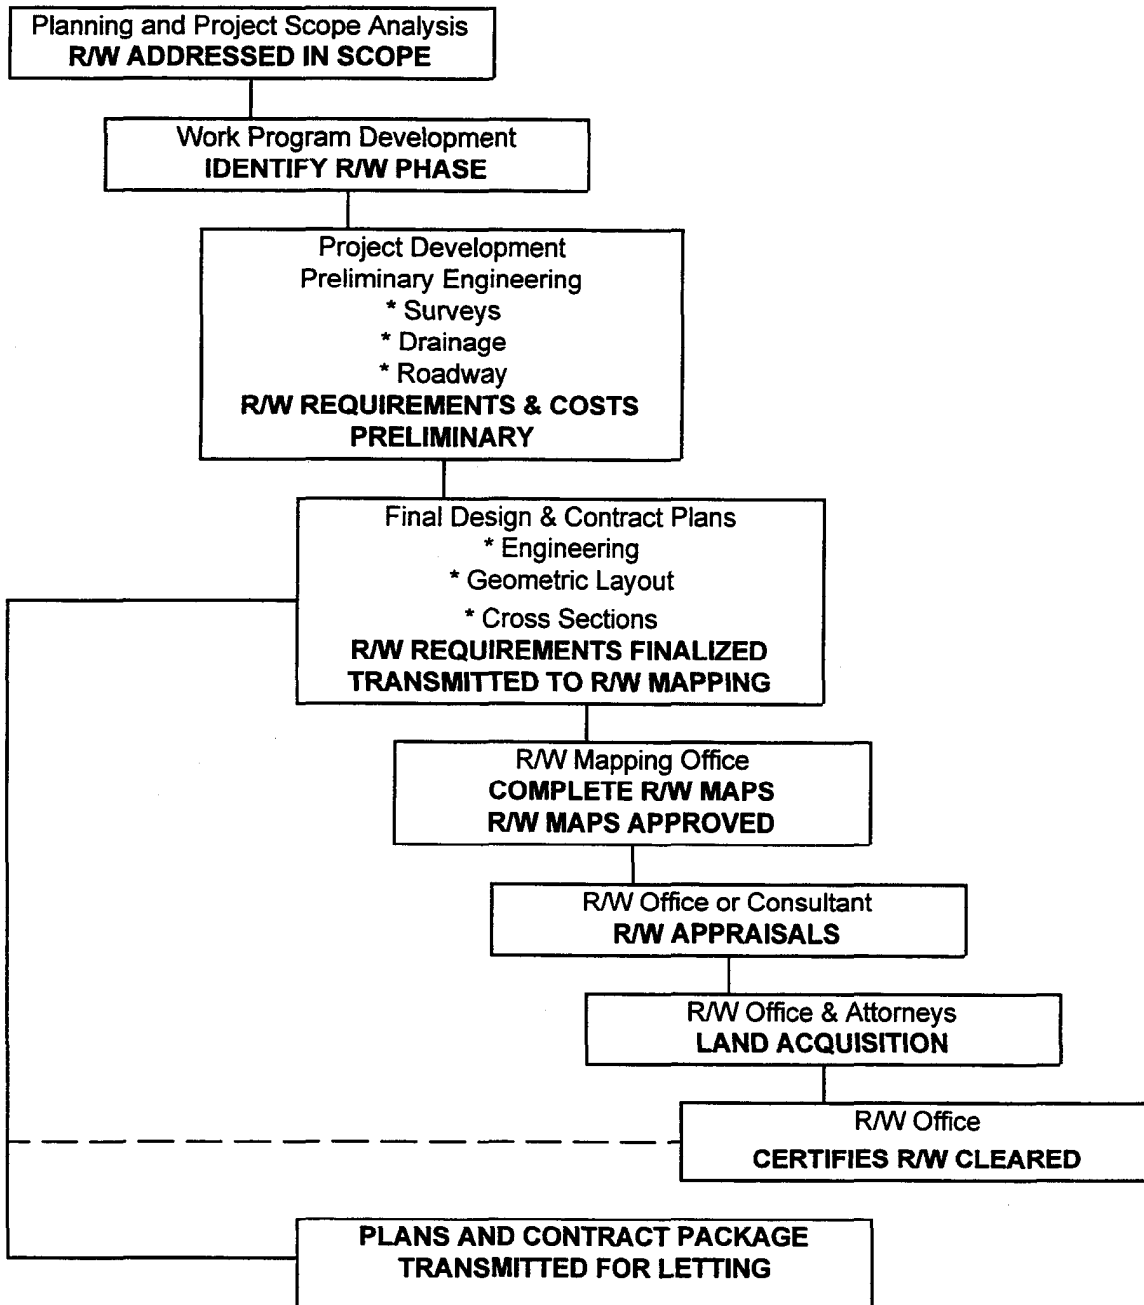 Planning and Project Scope Analysis
R/W ADDRESSED IN SCOPE
Work Program Development
IDENTIFY R/W PHASE
Project Development
Preliminary Engineering
* Surveys
* Drainage
* Roadway
R/W REQUIREMENTS & COSTS
PRELIMINARY
Final Design & Contract Plans
* Engineering
* Geometric Layout
* Cross Sections
R/W REQUIREMENTS FINALIZED
TRANSMITTED TO R/W MAPPING
R/W Mapping Office
COMPLETE R/W MAPS
R/W MAPS APPROVED
R/W Office or Consultant
R/W APPRAISALS
R/W Office & Attorneys
LAND ACQUISITION
R/W Office
CERTIFIES R/W CLEARED
PLANS AND CONTRACT PACKAGE
TRANSMITTED FOR LETTING